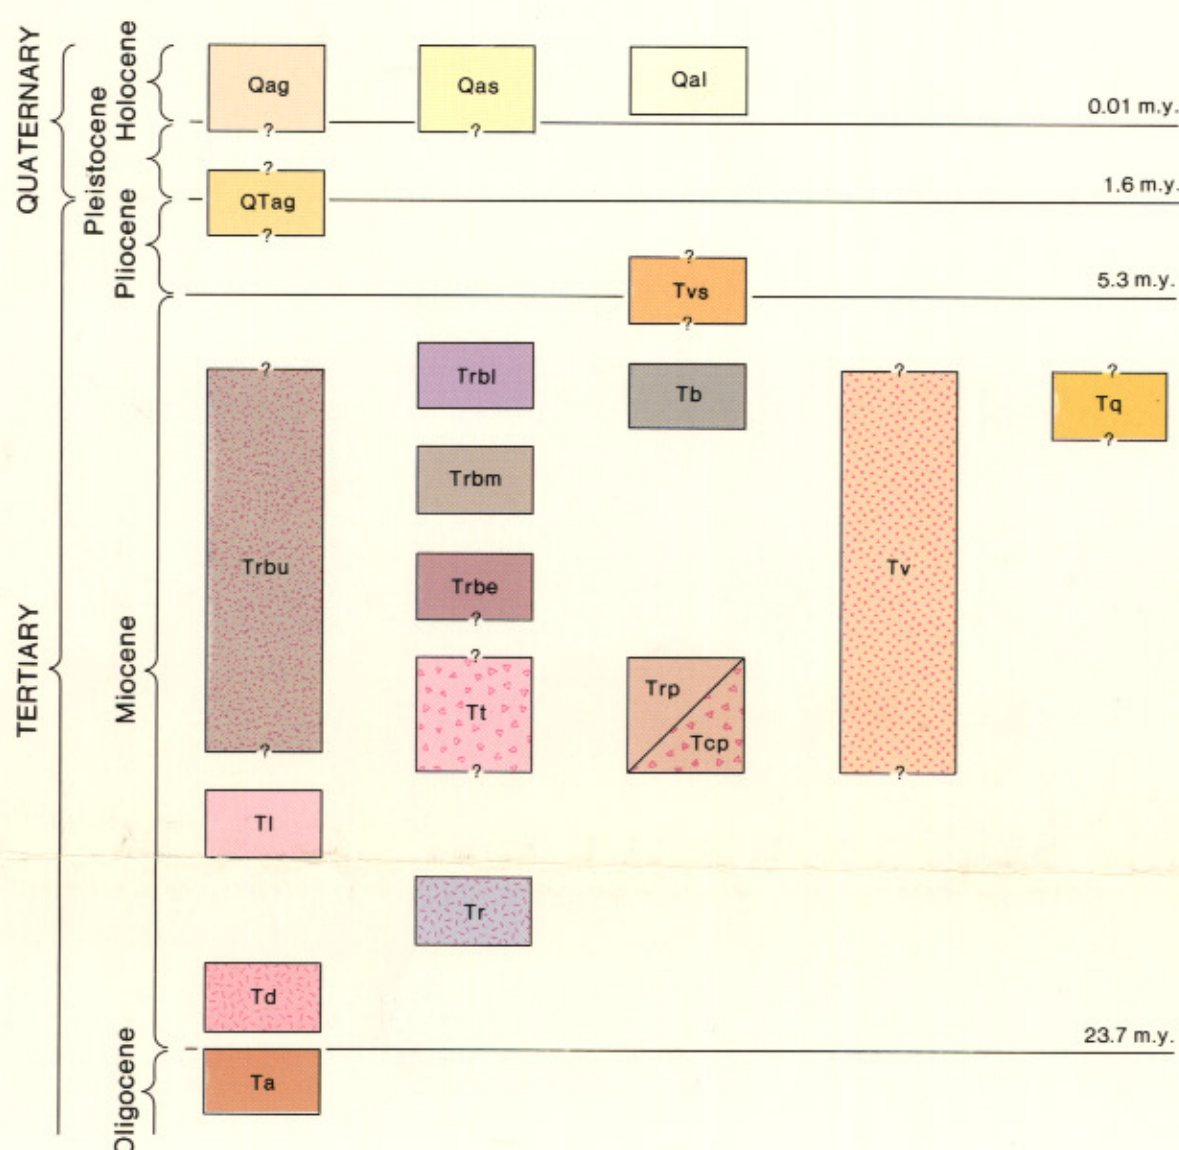 QUATERNARY
Holocene
Pleistocene
TERTIARY
Pliocene
Miocene
Oligocene
Qag
?
Qas
?
Qal
0.01 m.y.
?
QTag
?
1.6 m.y.
?
Tvs
?
5.3 m.y.
?
Trbu
?
Trbl
Trbm
Trbe
?
Tb
?
Tv
?
?
Tq
?
?
Tt
?
Trp
Tcp
Tl
Tr
Td
23.7 m.y.
Ta